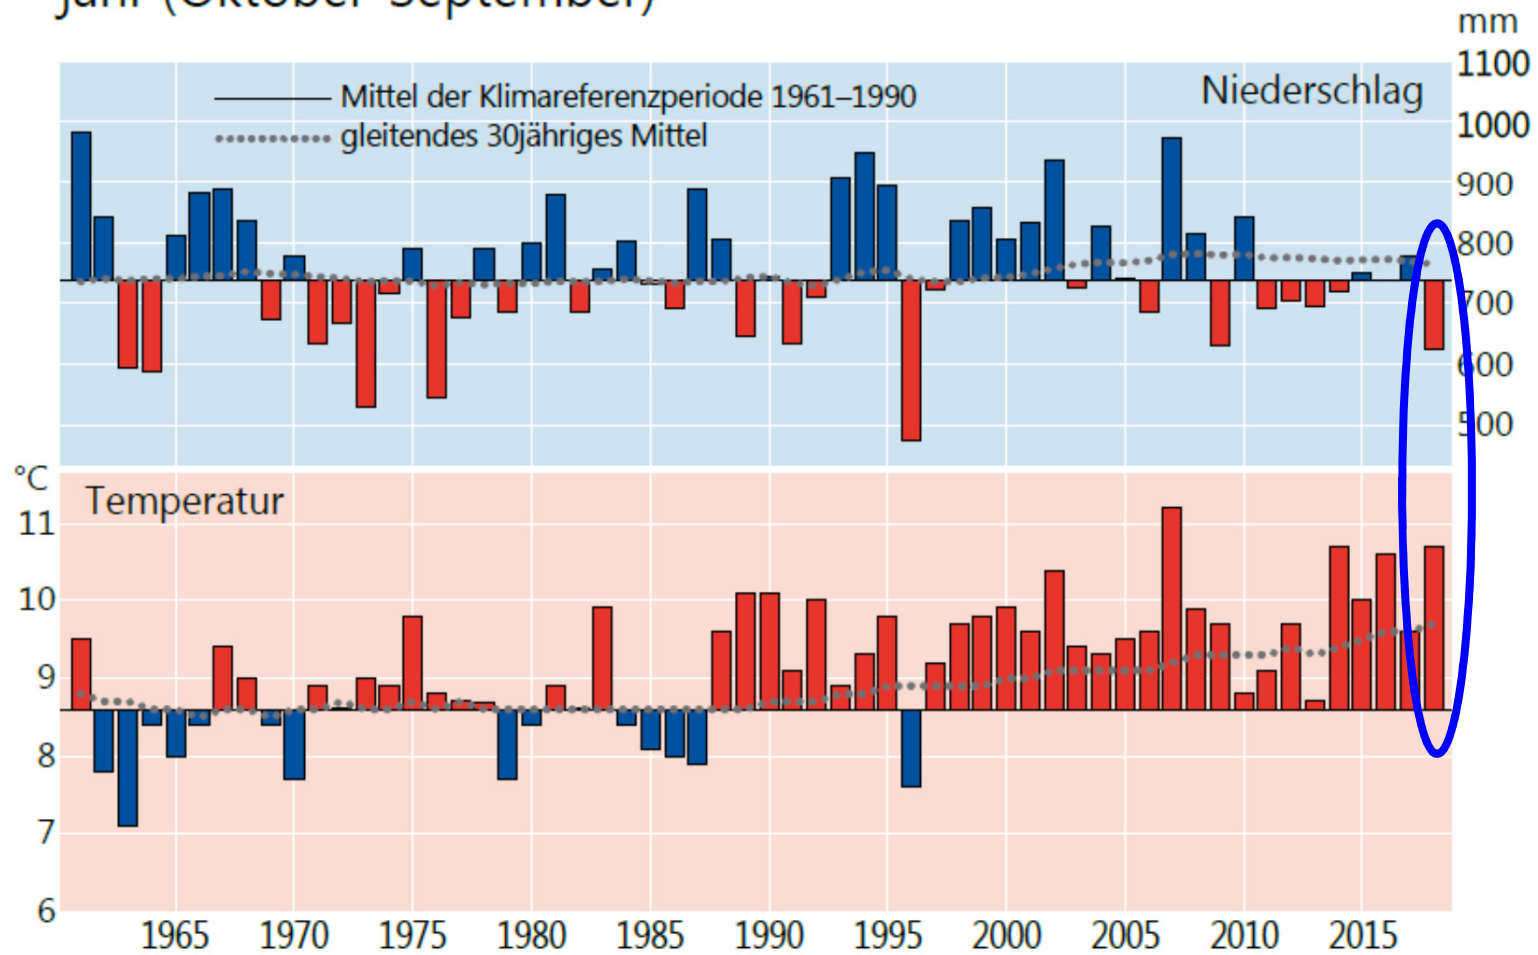 Jahr (Oktober–September)
mm
1100
Mittel der Klimareferenzperiode 1961–1990
Niederschlag
1000
gleitendes 30jähriges Mittel
900
800
700
600
500
°C
Temperatur
11
10
9
8
7
6
1965 1970 1975 1980 1985 1990 1995 2000 2005 2010 2015